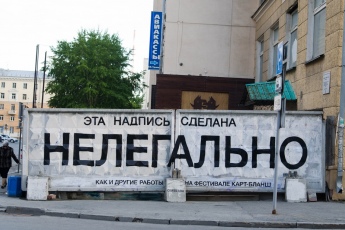 АВИАКАССЫ
ЭТА НАДПИСЬ СДЕЛАНА
НЕЛЕГАЛЬНО
КАК И ДРУГИЕ РАБОТЫ НА ФЕСТИВАЛЕ КАРТ-БЛАНШ